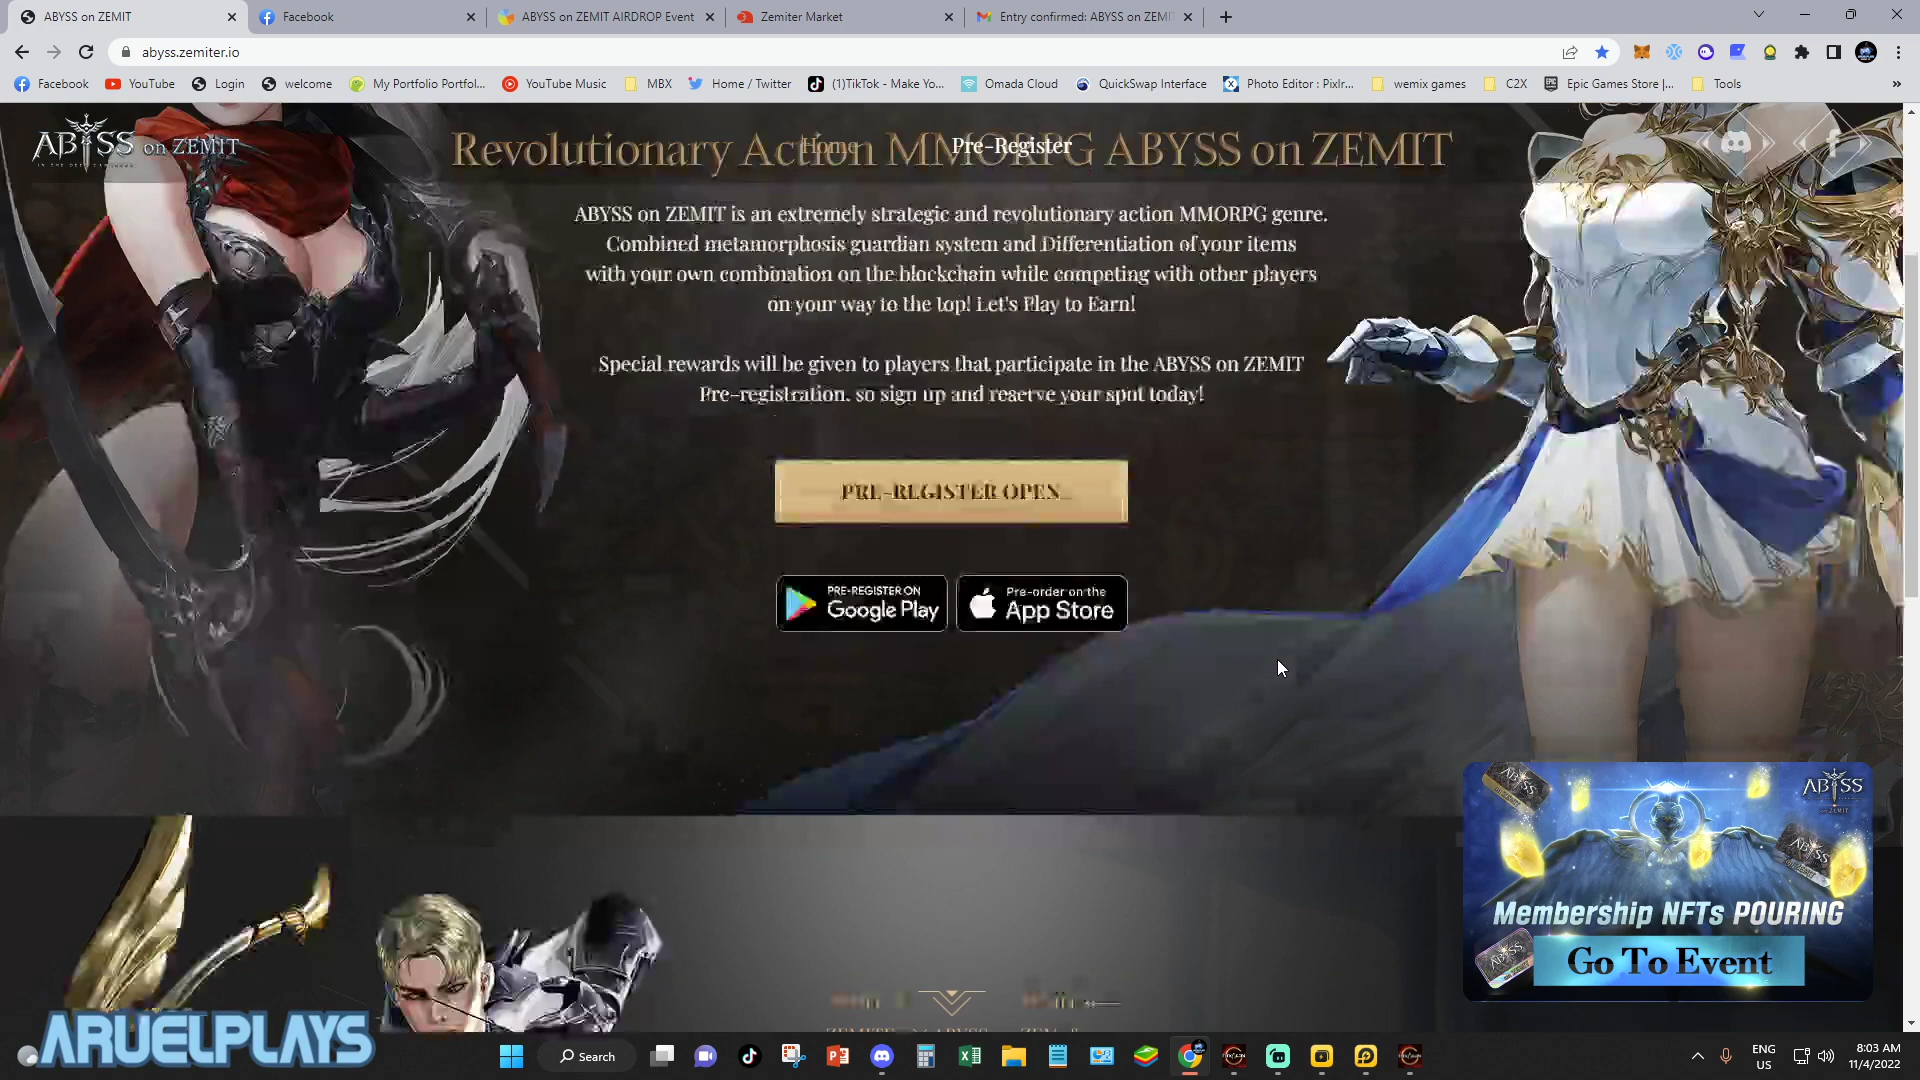 ABYSS on ZEMIT
Facebook
ABYSS on ZEMIT AIRDROP Event
Zemiter Market
Entry confirmed: ABYSS on ZEMI
abyss.zemiter.io
Facebook
YouTube
Login
welcome
My Portfolio Portfol...
YouTube Music
MBX
Home / Twitter
(1)TikTok - Make Yo...
Omada Cloud
QuickSwap Interface
Photo Editor : Pixlr...
wemix games
C2X
Epic Games Store |...
Tools
»
ABYSS on ZEMIT
Home
Pre-Register
Revolutionary Action MMORPG ABYSS on ZEMIT
ABYSS on ZEMIT is an extremely strategic and revolutionary action MMORPG genre.
Combined metamorphosis guardian system and Differentiation of your items
with your own combination on the blockchain while competing with other players
on your way to the top! Let's Play to Earn!
Special rewards will be given to players that participate in the ABYSS on ZEMIT
Pre-registration, so sign up and reserve your spot today!
PRE-REGISTER OPEN
PRE-REGISTER ON
Google Play
Pre-order on the
App Store
ABYSS
Membership NFTs POURING
Go To Event
ARUELPLAYS
Search
ENG
US
8:03 AM
11/4/2022